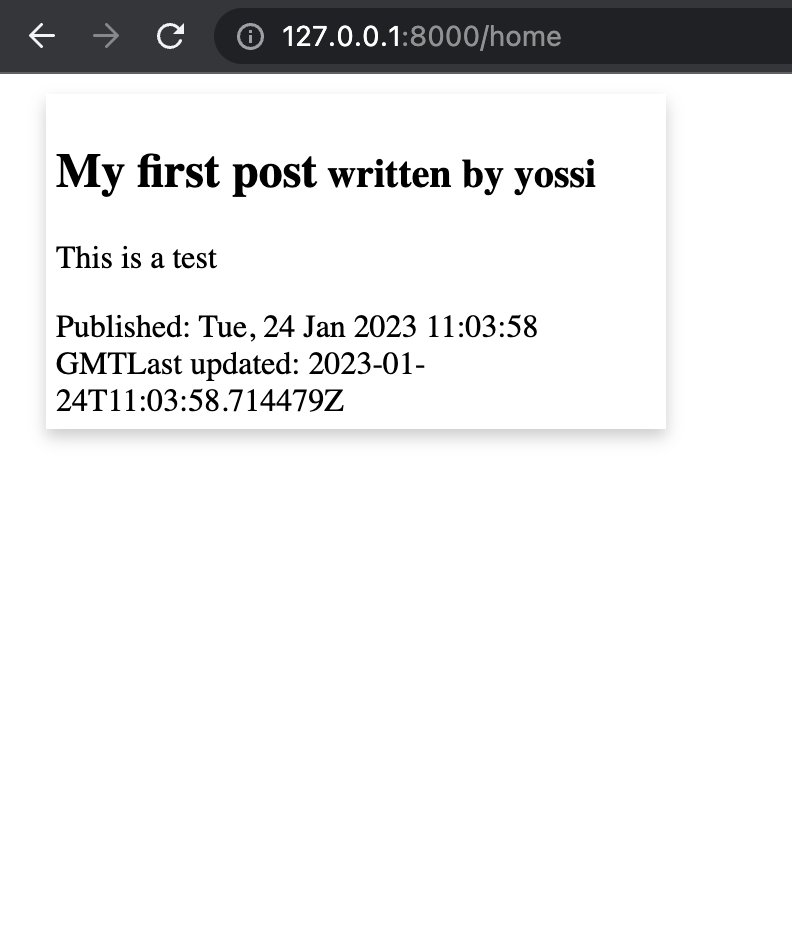 127.0.0.1:8000/home
My first post written by yossi
This is a test
Published: Tue, 24 Jan 2023 11:03:58
GMTLast updated: 2023-01-
24T11:03:58.714479Z